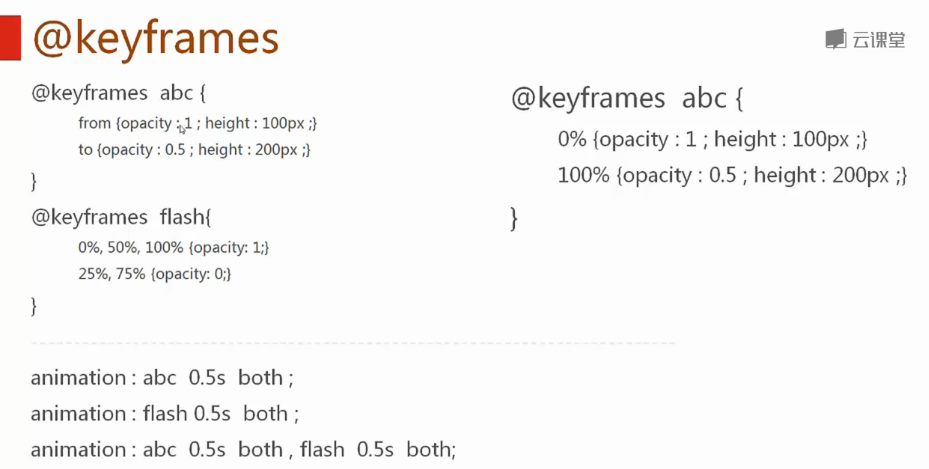 @keyframes
云课堂
@keyframes abc {
from {opacity : 1 ; height : 100px ;}
to {opacity : 0.5 ; height : 200px ;}
}
@keyframes flash{
0%, 50%, 100% {opacity: 1;}
25%, 75% {opacity: 0;}
}
@keyframes abc {
0% {opacity : 1 ; height : 100px ;}
100% {opacity : 0.5 ; height : 200px ;}
}
animation : abc 0.5s both ;
animation : flash 0.5s both ;
animation : abc 0.5s both , flash 0.5s both;